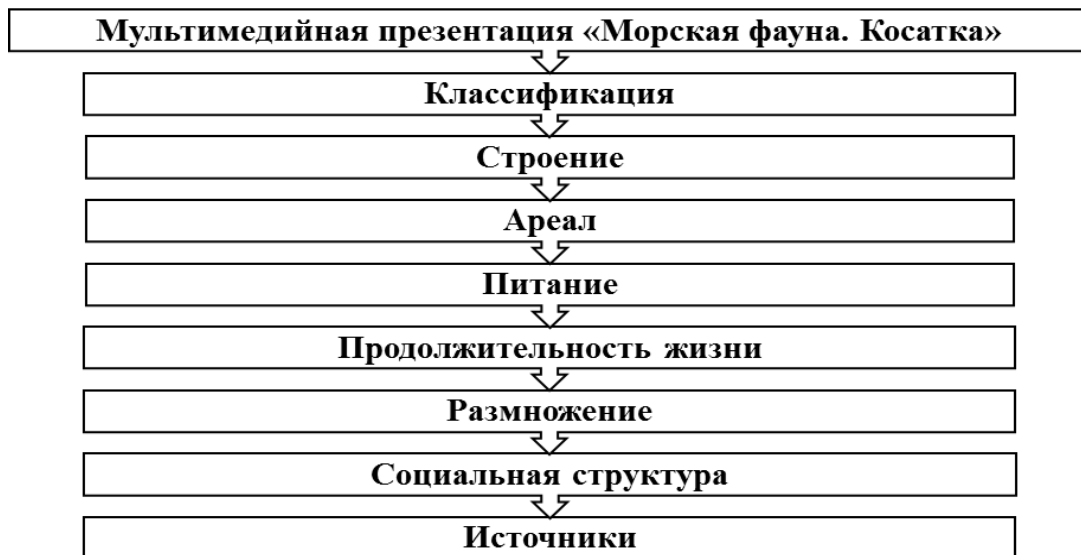 Мультимедийная презентация «Морская фауна. Косатка»
Классификация
Строение
Ареал
Питание
Продолжительность жизни
Размножение
Социальная структура
Источники